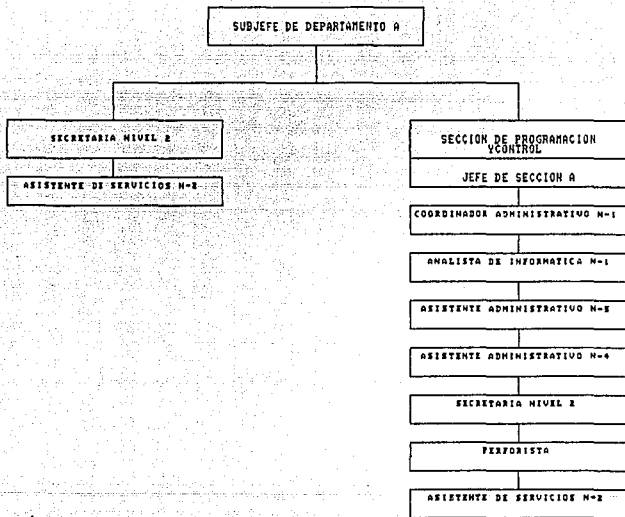 SUBJEFE DE DEPARTAMENTO A
SECRETARIA NIVEL 2
ASISTENTE DE SERVICIOS N-2
SECCION DE PROGRAMACION
YCONTROL
JEFE DE SECCION A
COORDINADOR ADMINISTRATIVO N-1
ANALISTA DE INFORMATICA N-1
ASISTENTE ADMINISTRATIVO N-5
ASISTENTE ADMINISTRATIVO N-4
SECRETARIA NIVEL 2
PERFORISTA
ASISTENTE DE SERVICIOS N-2